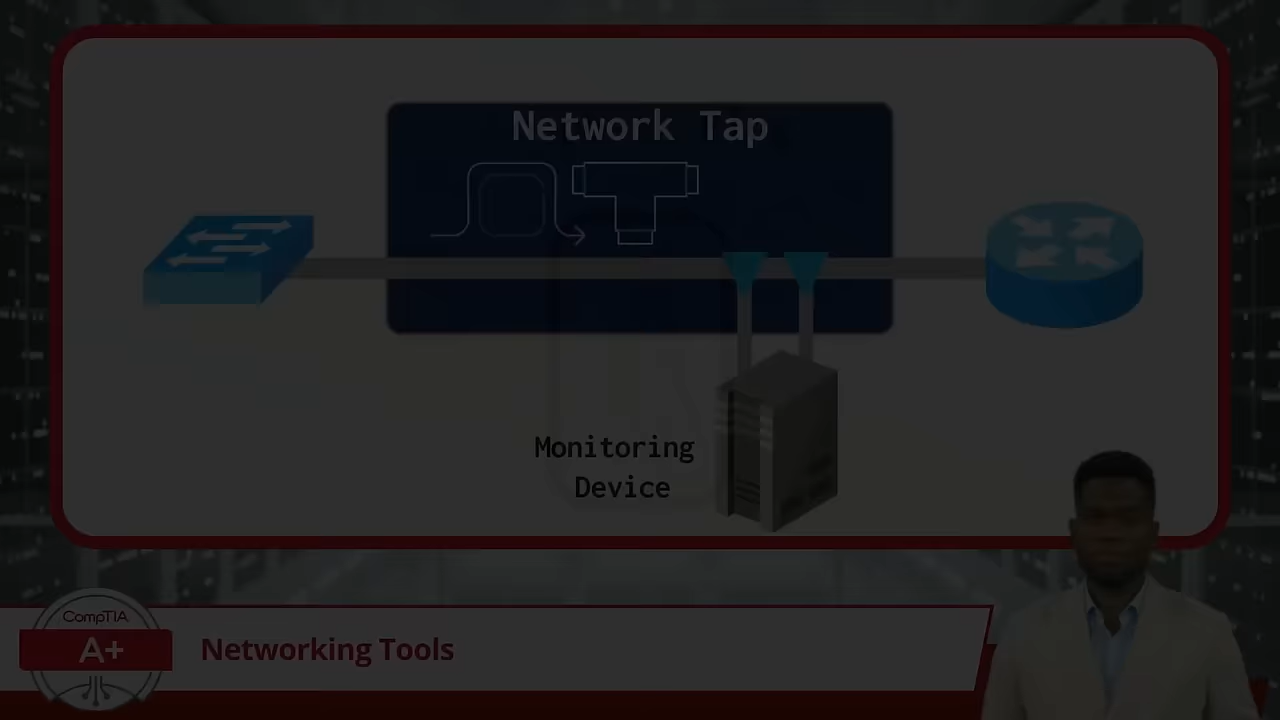 Network Tap
Monitoring
Device
CompTIA
A+
Networking Tools